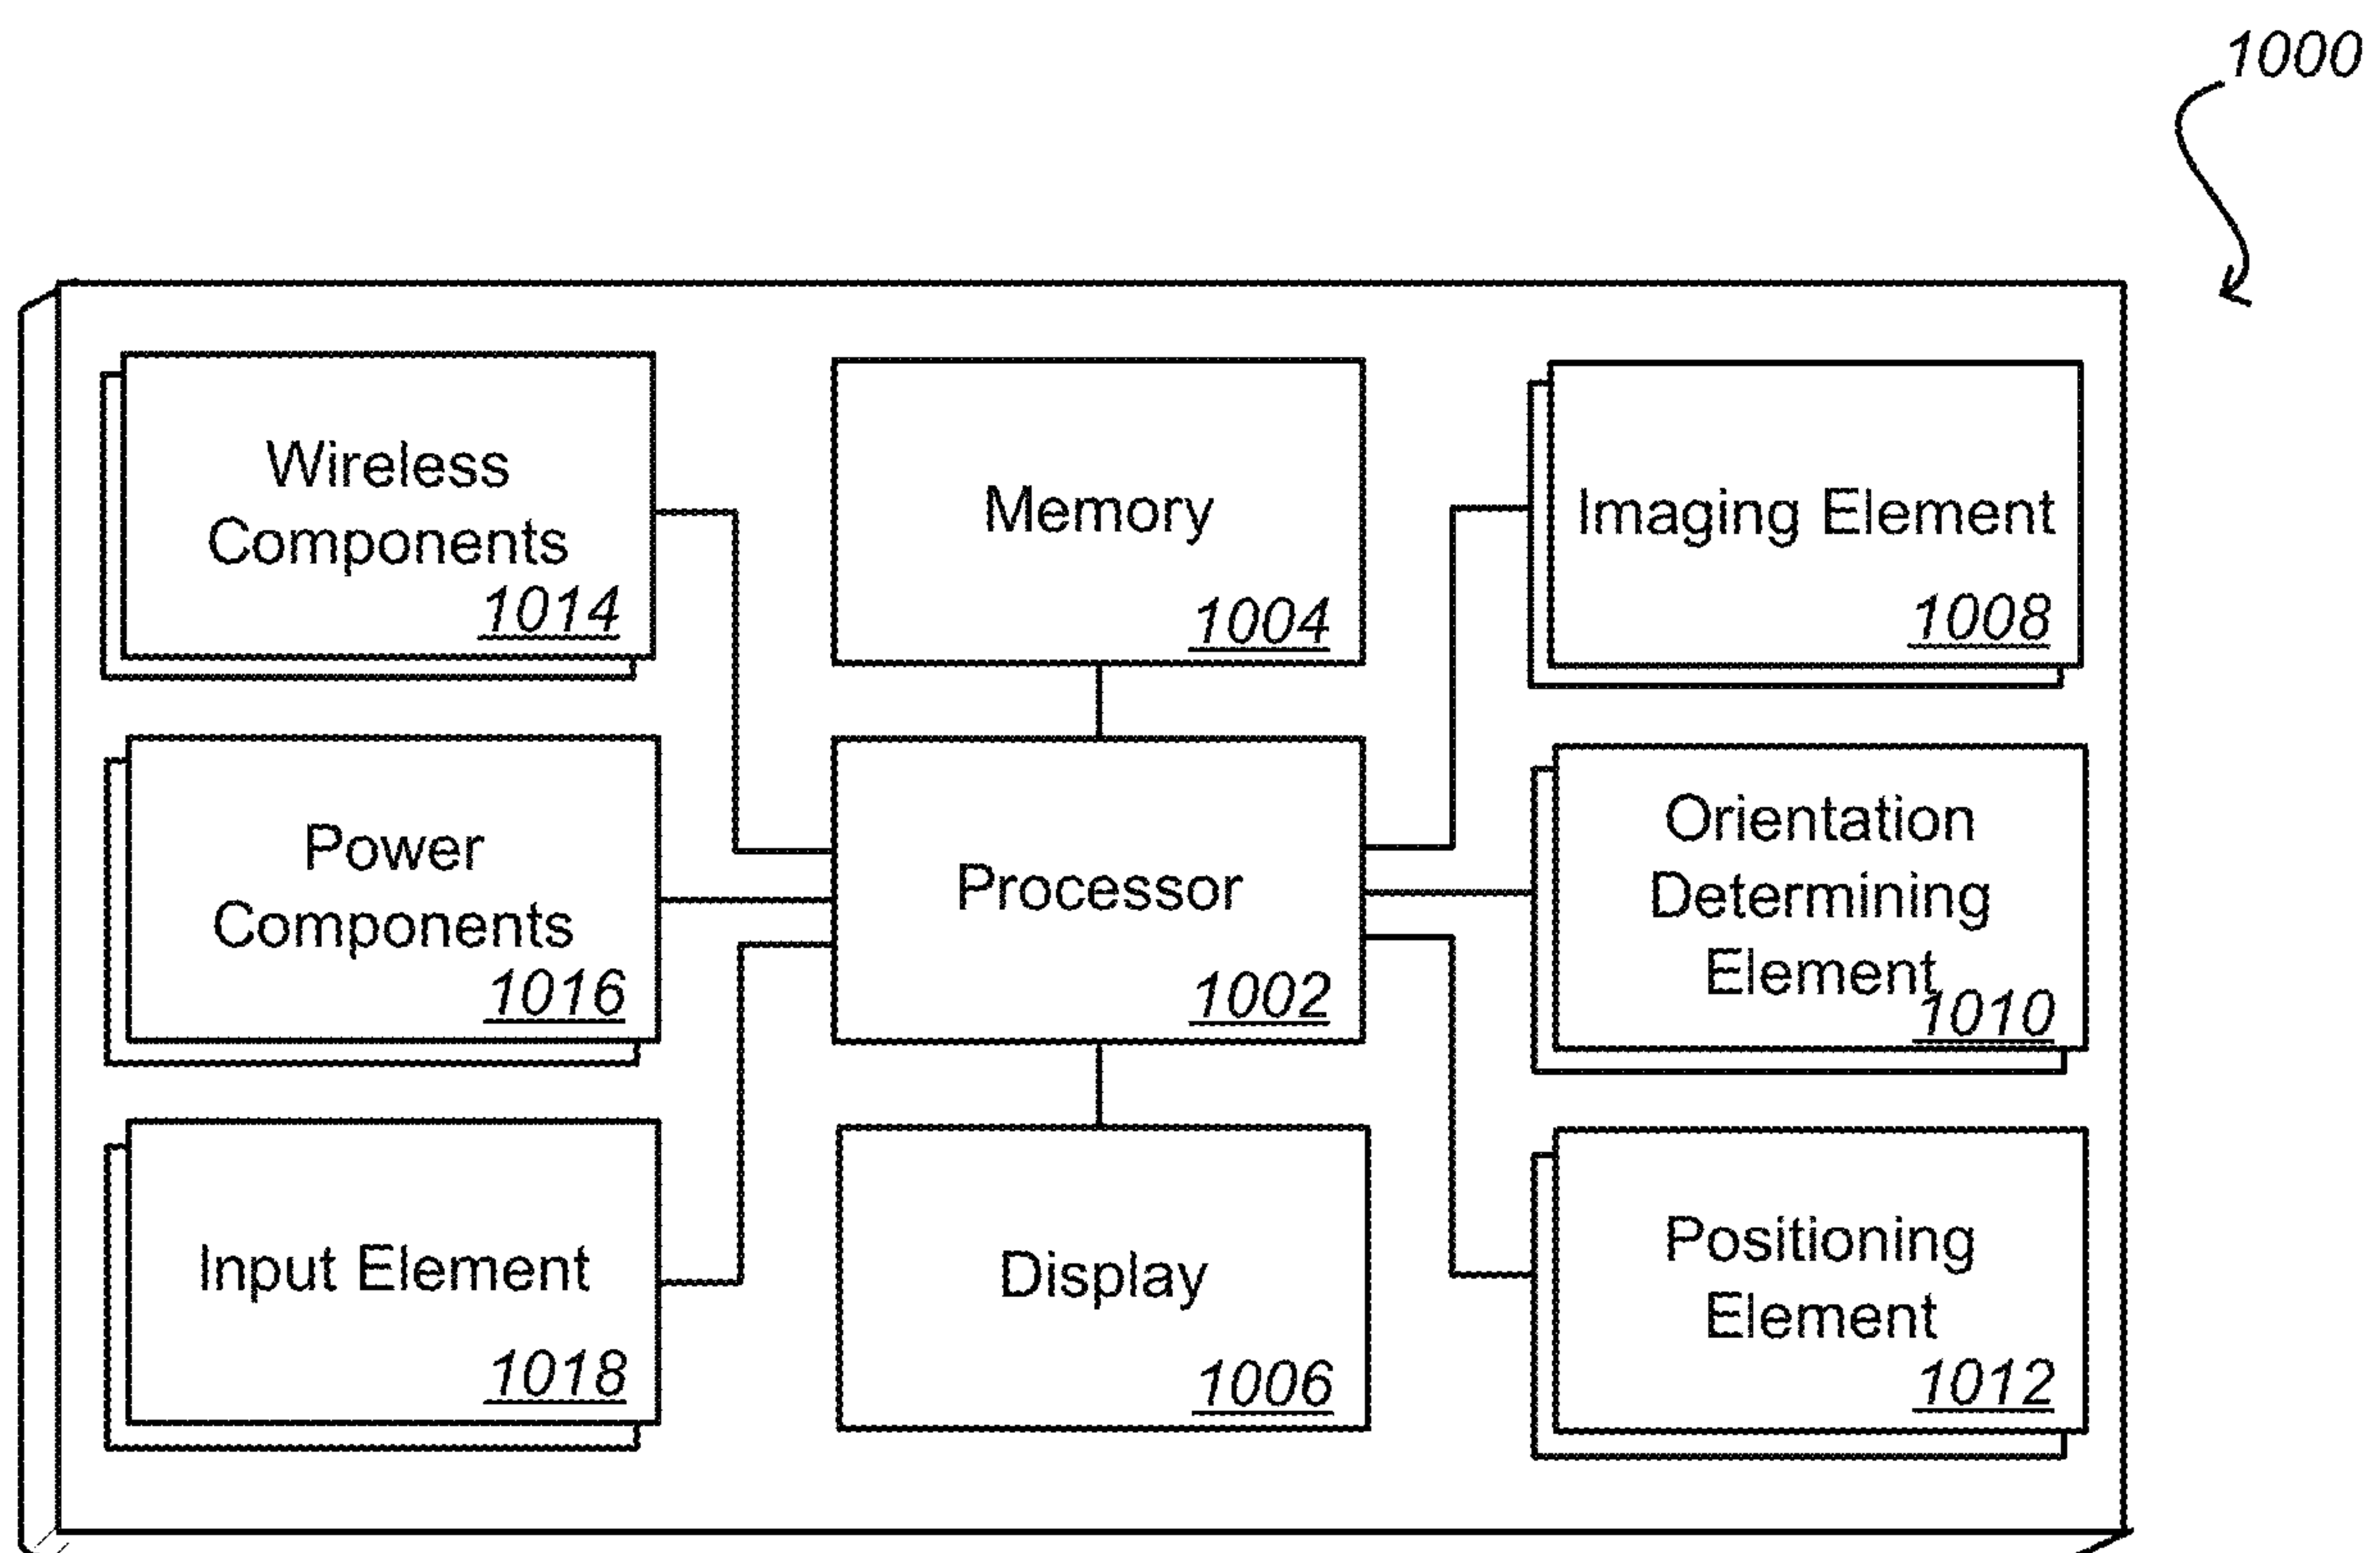 1000
Wireless
Components
1014
Memory
1004
Imaging Element
1008
Power
Components
1016
Processor
1002
Orientation
Determining
Element
1010
Input Element
1018
Display
1006
Positioning
Element
1012